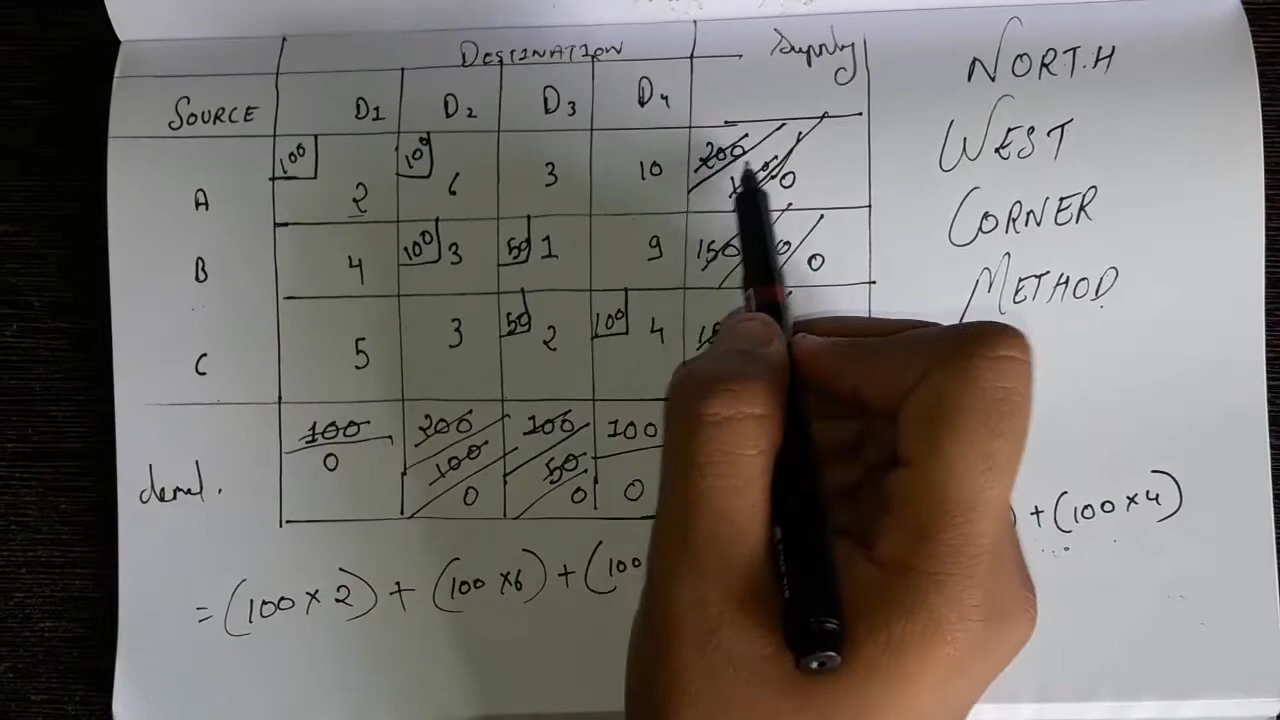 DESTINATION Supply
SOURCE D1 D2 D3 D4
A 100 2 100 6 3 10 200 0
B 4 100 3 50 1 9 150 0
C 5 3 50 2 100 4
demad. 100 200 100 100
100 50
0 0 0 0
= (100 × 2) + (100 × 6) + (100
) + (100 × 4)
NORTH
WEST
CORNER
METHOD